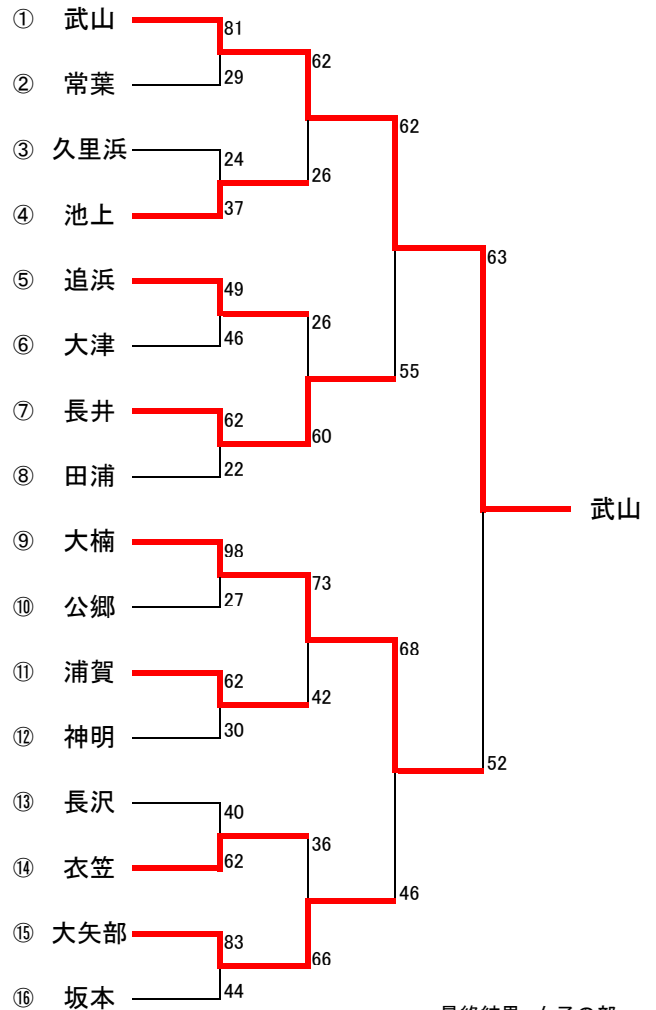 ① 武山
81
62
② 常葉
29
62
③ 久里浜
24
26
④ 池上
37
63
⑤ 追浜
49
26
⑥ 大津
46
55
⑦ 長井
62
60
⑧ 田浦
22
武山
⑨ 大楠
98
73
⑩ 公郷
27
68
⑪ 浦賀
62
42
⑫ 神明
30
52
⑬ 長沢
40
36
⑭ 衣笠
62
46
⑮ 大矢部
83
66
⑯ 坂本
44